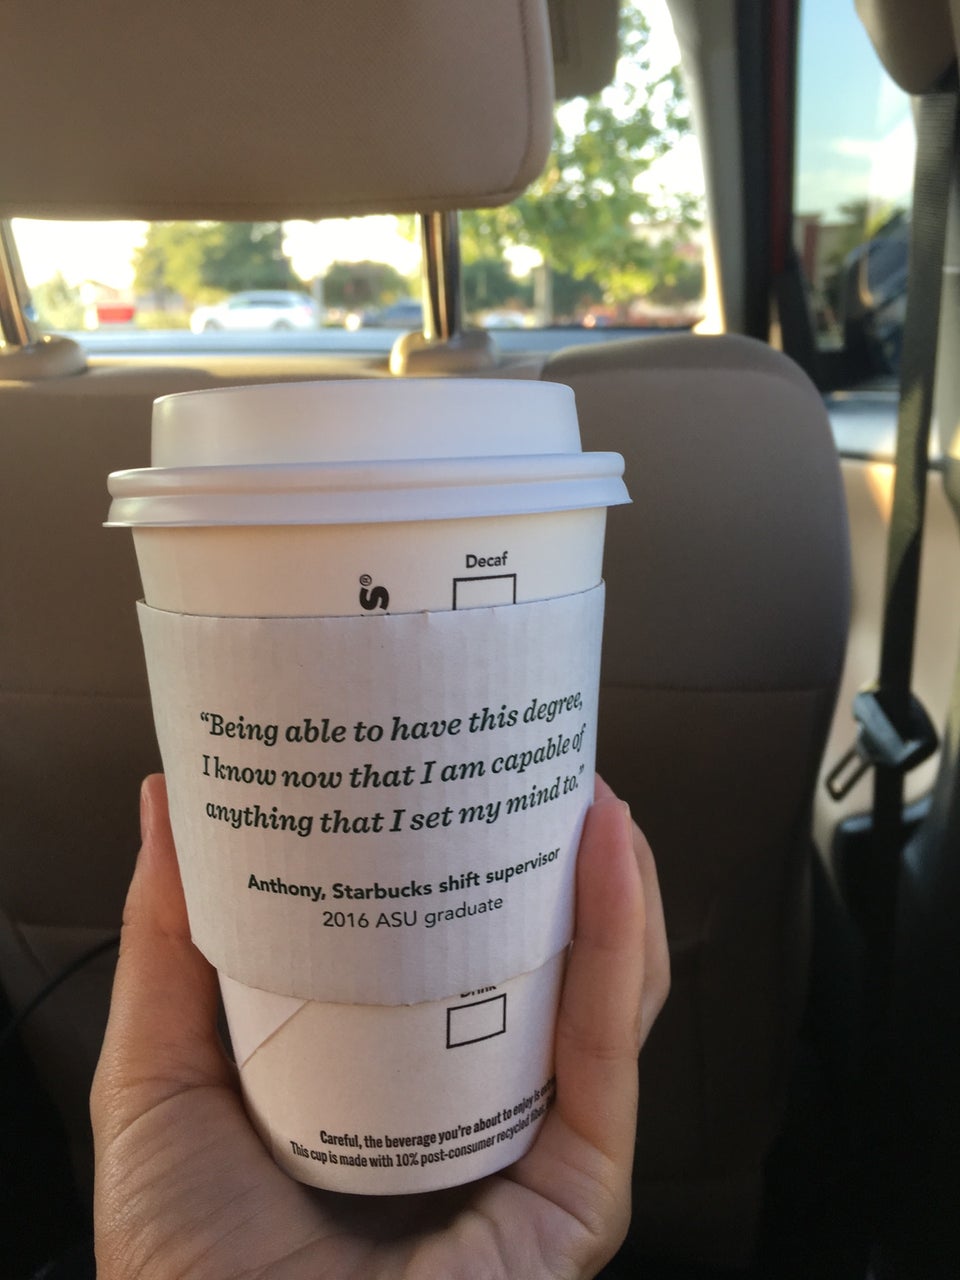 Decaf
s®
“Being able to have this degree,
I know now that I am capable of
anything that I set my mind to.”
Anthony, Starbucks shift supervisor
2016 ASU graduate
Drink
Careful, the beverage you're about to enjoy is
This cup is made with 10% post-consumer recycled fiber.